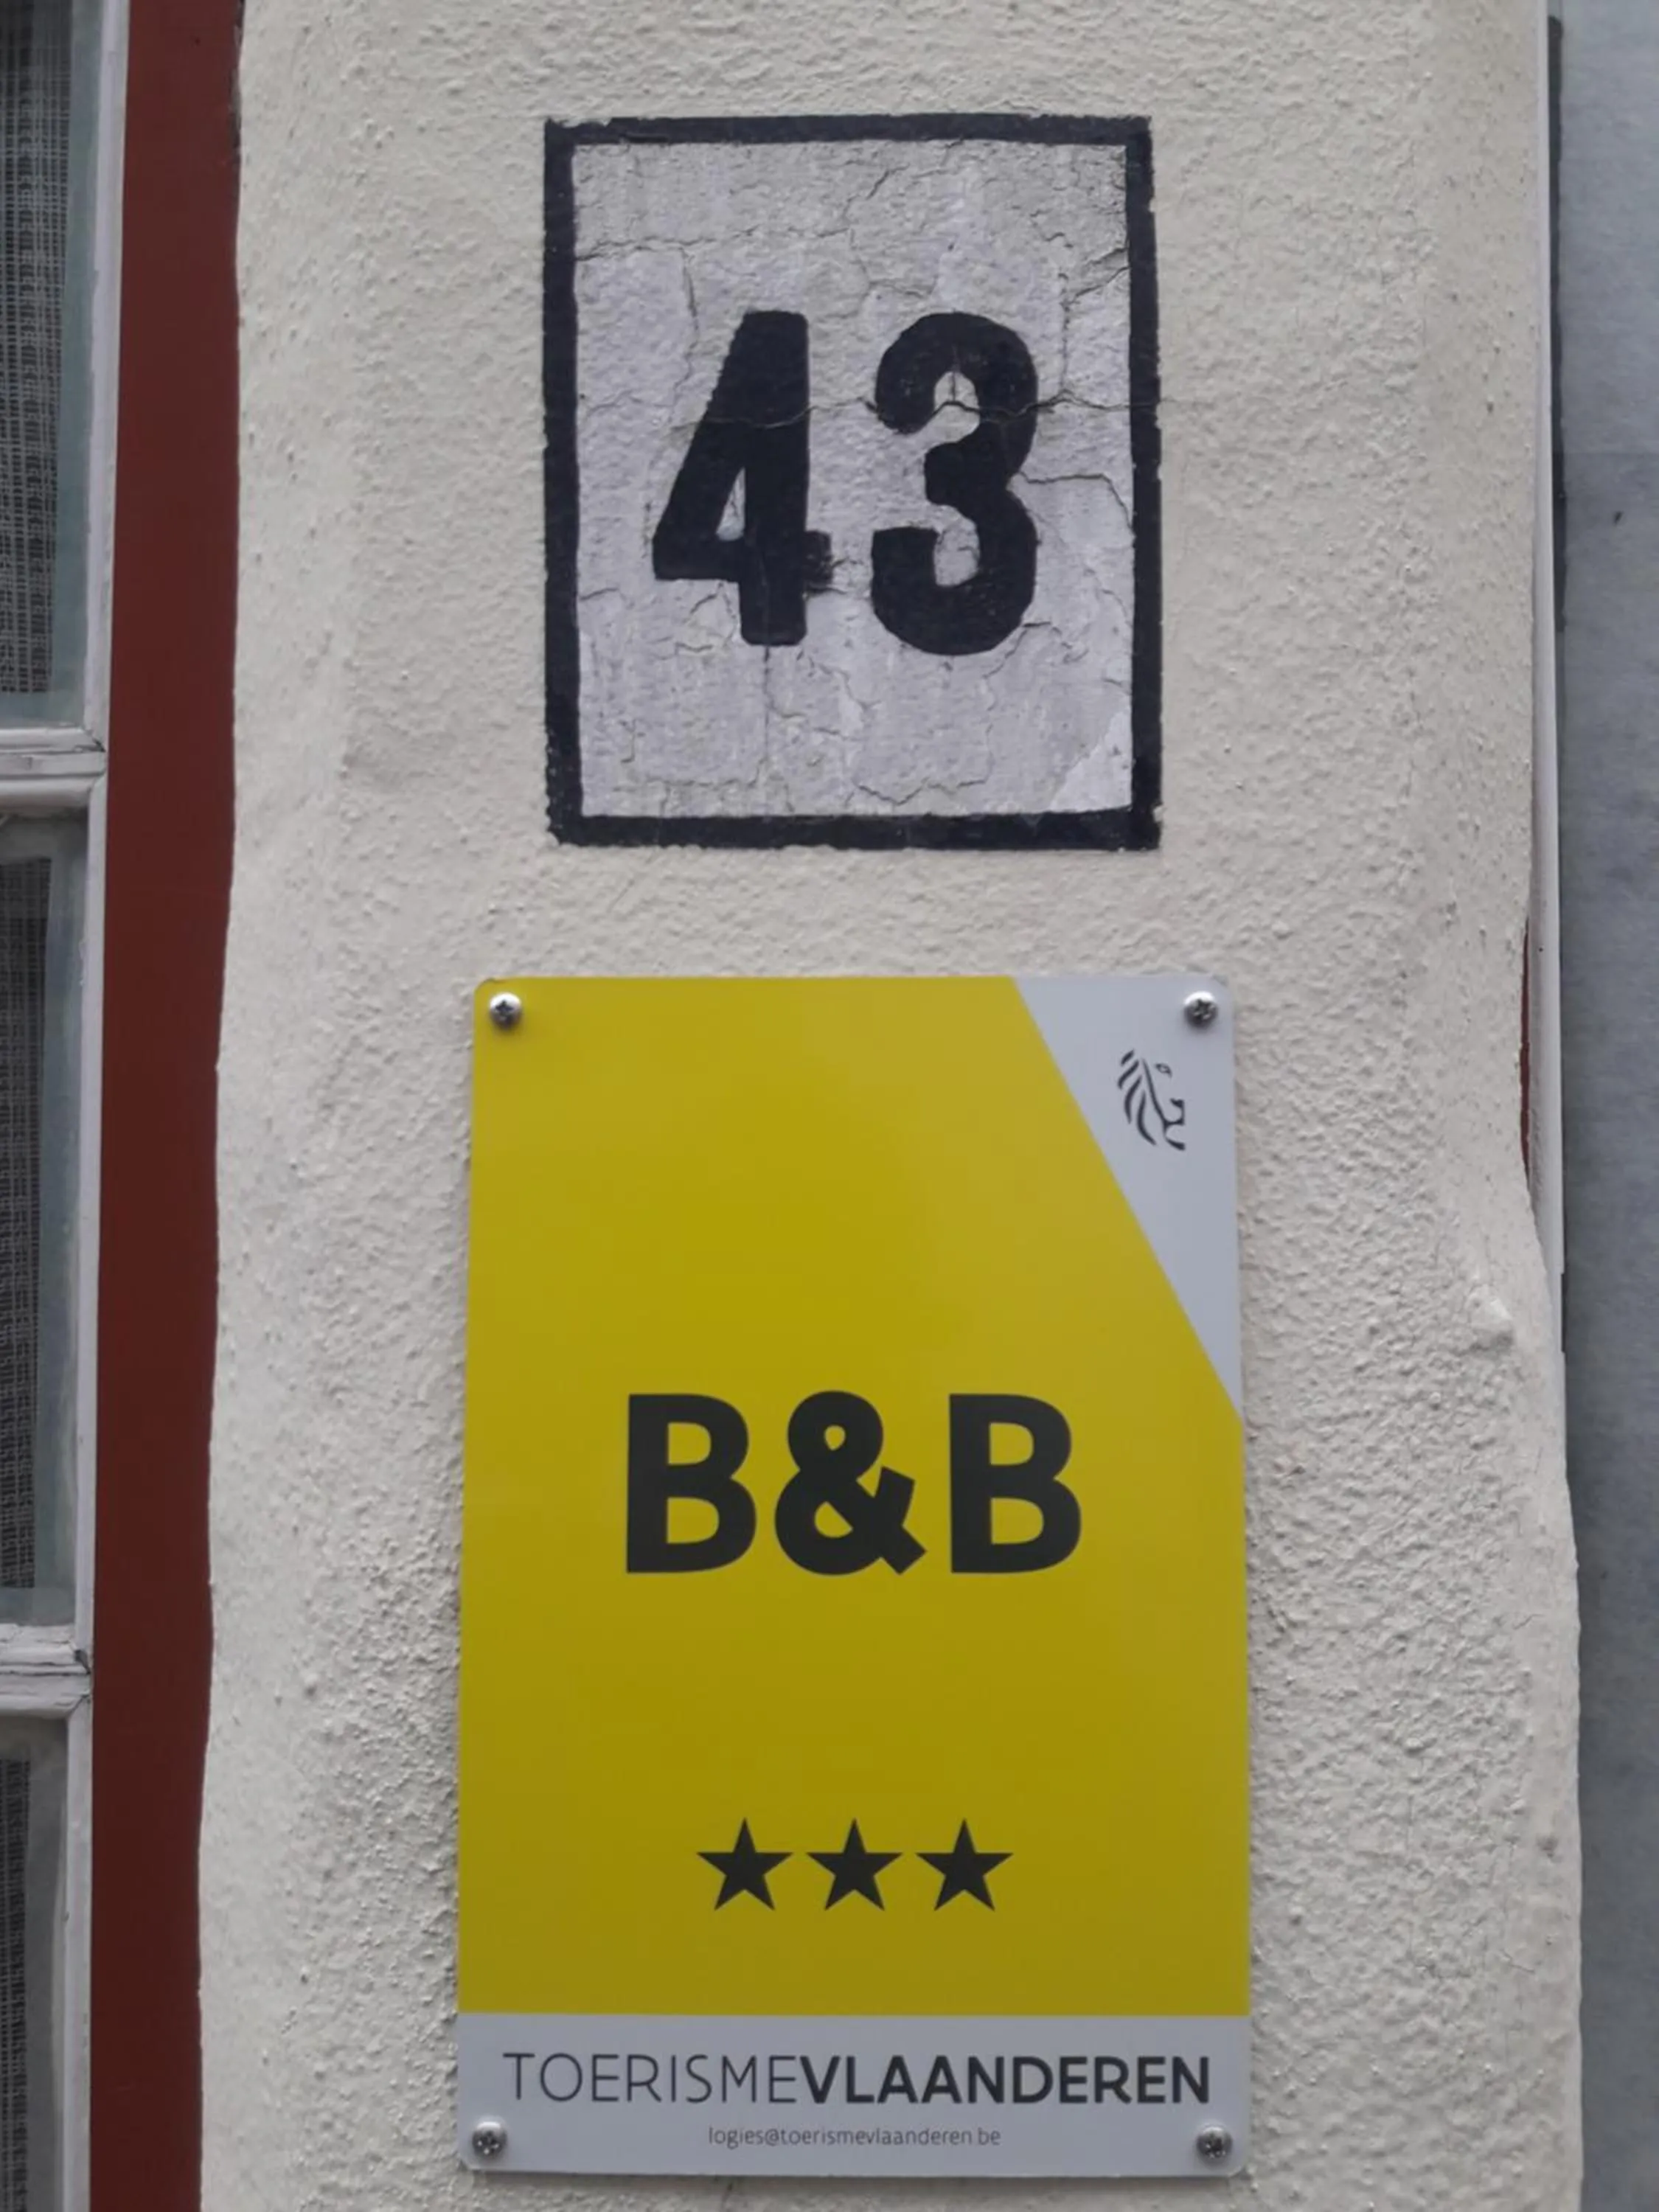 43
B&B
★★★
TOERISMEVLAANDEREN
logies@toerismevlaanderen.be